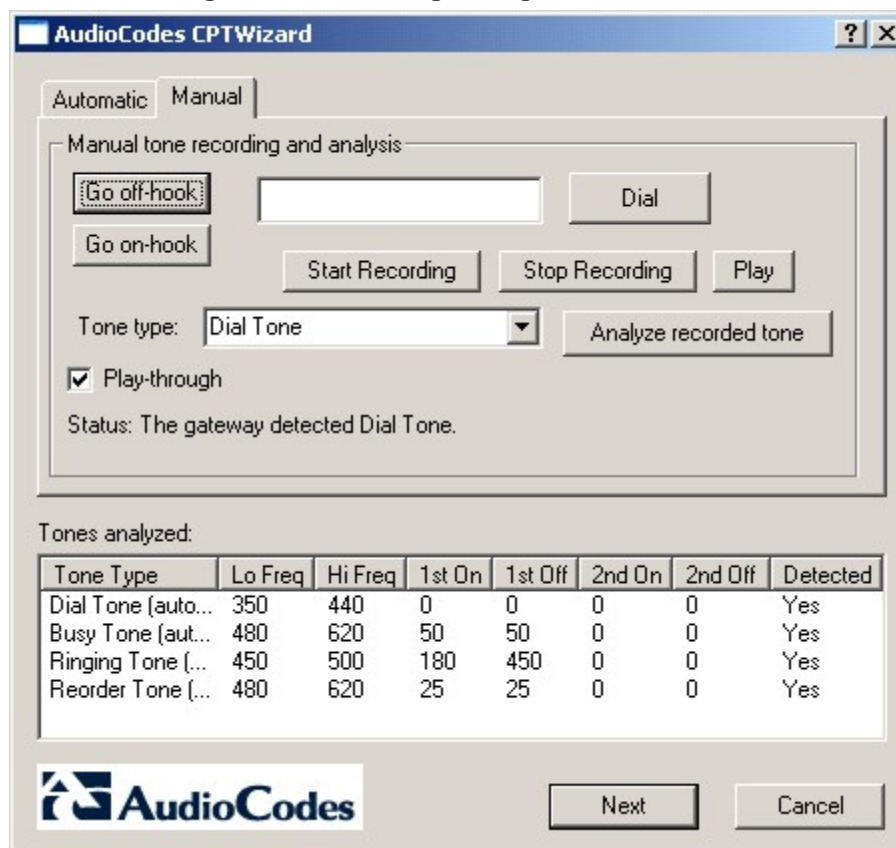 AudioCodes CPTWizard
Automatic Manual
Manual tone recording and analysis
Go off-hook Dial
Go on-hook
Start Recording Stop Recording Play
Tone type: Dial Tone Analyze recorded tone
Play-through
Status: The gateway detected Dial Tone.
Tones analyzed:
Tone Type Lo Freq Hi Freq 1st On 1st Off 2nd On 2nd Off Detected
Dial Tone (auto... 350 440 0 0 0 0 Yes
Busy Tone (aut... 480 620 50 50 0 0 Yes
Ringing Tone (... 450 500 180 450 0 0 Yes
Reorder Tone (... 480 620 25 25 0 0 Yes
AudioCodes Next Cancel